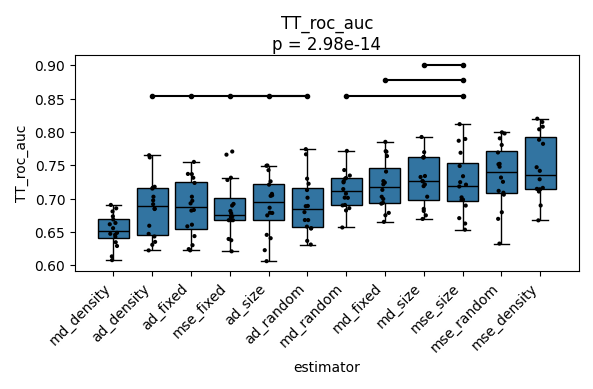 TT_roc_auc
p = 2.98e-14
TT_roc_auc
0.90
0.85
0.80
0.75
0.70
0.65
0.60
md_density
ad_density
ad_fixed
mse_fixed
ad_size
ad_random
md_random
md_fixed
md_size
mse_size
mse_random
mse_density
estimator